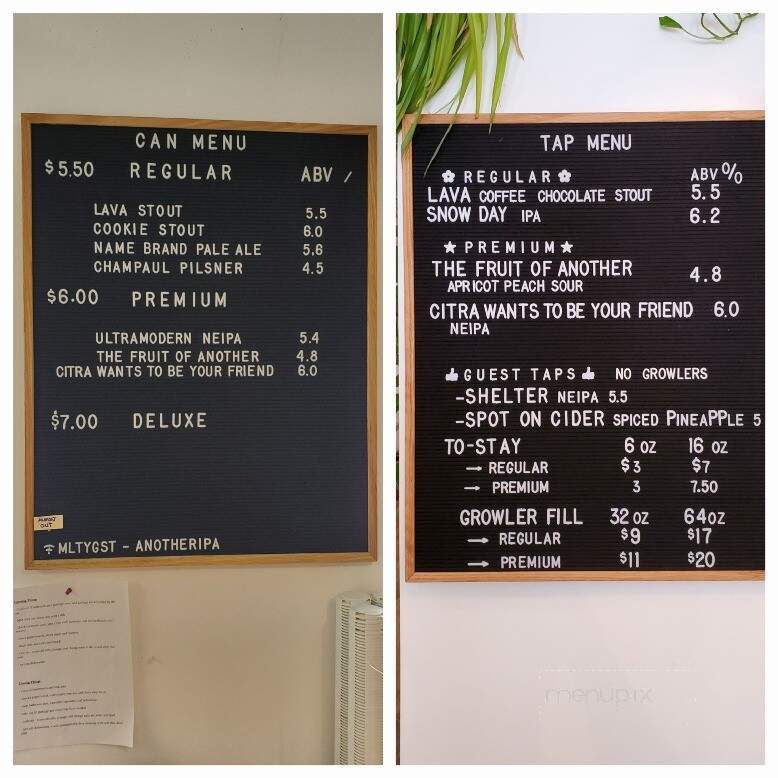 CAN MENU
$5.50 REGULAR ABV /
LAVA STOUT 5.5
COOKIE STOUT 6.0
NAME BRAND PALE ALE 5.6
CHAMPAUL PILSNER 4.5
$6.00 PREMIUM
ULTRAMODERN NEIPA 5.4
THE FRUIT OF ANOTHER 4.8
CITRA WANTS TO BE YOUR FRIEND 6.0
$7.00 DELUXE
OUT
MLTYGST - ANOTHERIPA
TAP MENU
REGULAR ABV %
LAVA COFFEE CHOCOLATE STOUT 5.5
SNOW DAY IPA 6.2
★ PREMIUM ★
THE FRUIT OF ANOTHER 4.8
APRICOT PEACH SOUR
CITRA WANTS TO BE YOUR FRIEND 6.0
NEIPA
GUEST TAPS NO GROWLERS
-SHELTER NEIPA 5.5
-SPOT ON CIDER SPICED PINEAPPLE 5
TO-STAY 6 OZ 16 OZ
→ REGULAR $3 $7
→ PREMIUM 3 7.50
GROWLER FILL 32 OZ 64OZ
→ REGULAR $9 $17
→ PREMIUM $11 $20
menupix